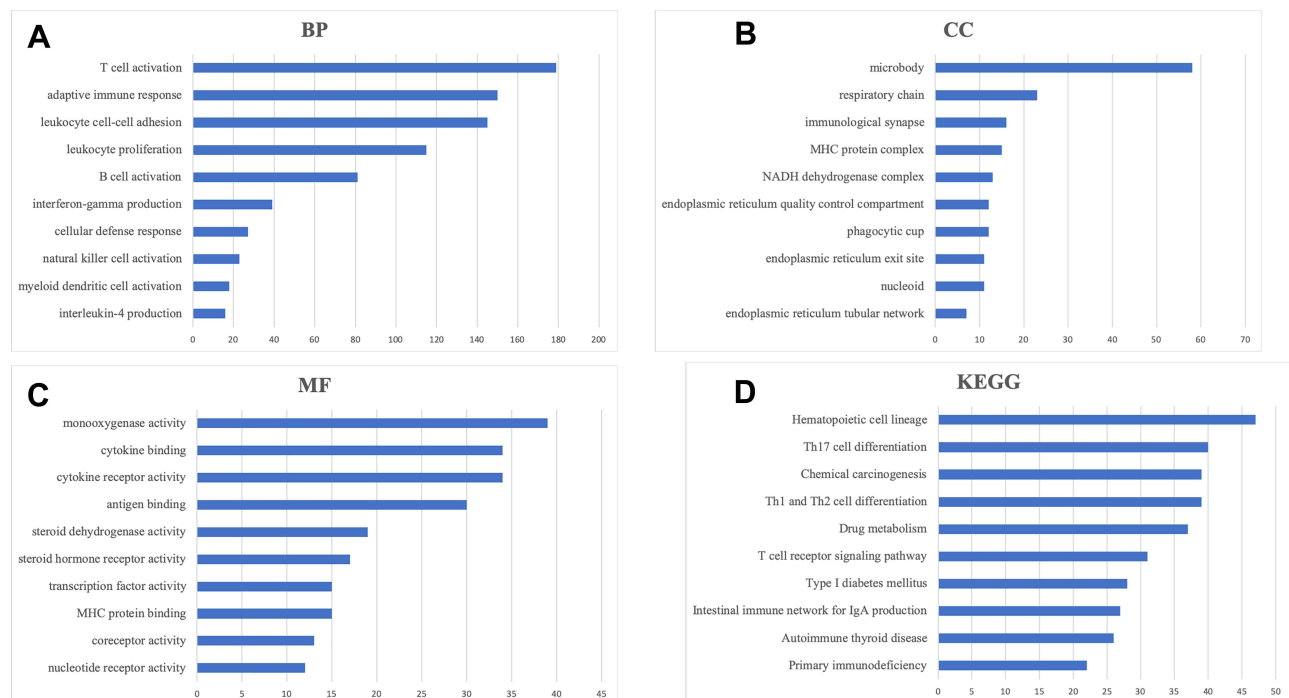 A
BP
T cell activation
adaptive immune response
leukocyte cell-cell adhesion
leukocyte proliferation
B cell activation
interferon-gamma production
cellular defense response
natural killer cell activation
myeloid dendritic cell activation
interleukin-4 production
0 20 40 60 80 100 120 140 160 180 200
B
CC
microbody
respiratory chain
immunological synapse
MHC protein complex
NADH dehydrogenase complex
endoplasmic reticulum quality control compartment
phagocytic cup
endoplasmic reticulum exit site
nucleoid
endoplasmic reticulum tubular network
0 10 20 30 40 50 60 70
C
MF
monooxygenase activity
cytokine binding
cytokine receptor activity
antigen binding
steroid dehydrogenase activity
steroid hormone receptor activity
transcription factor activity
MHC protein binding
coreceptor activity
nucleotide receptor activity
0 5 10 15 20 25 30 35 40 45
D
KEGG
Hematopoietic cell lineage
Th17 cell differentiation
Chemical carcinogenesis
Th1 and Th2 cell differentiation
Drug metabolism
T cell receptor signaling pathway
Type I diabetes mellitus
Intestinal immune network for IgA production
Autoimmune thyroid disease
Primary immunodeficiency
0 5 10 15 20 25 30 35 40 45 50